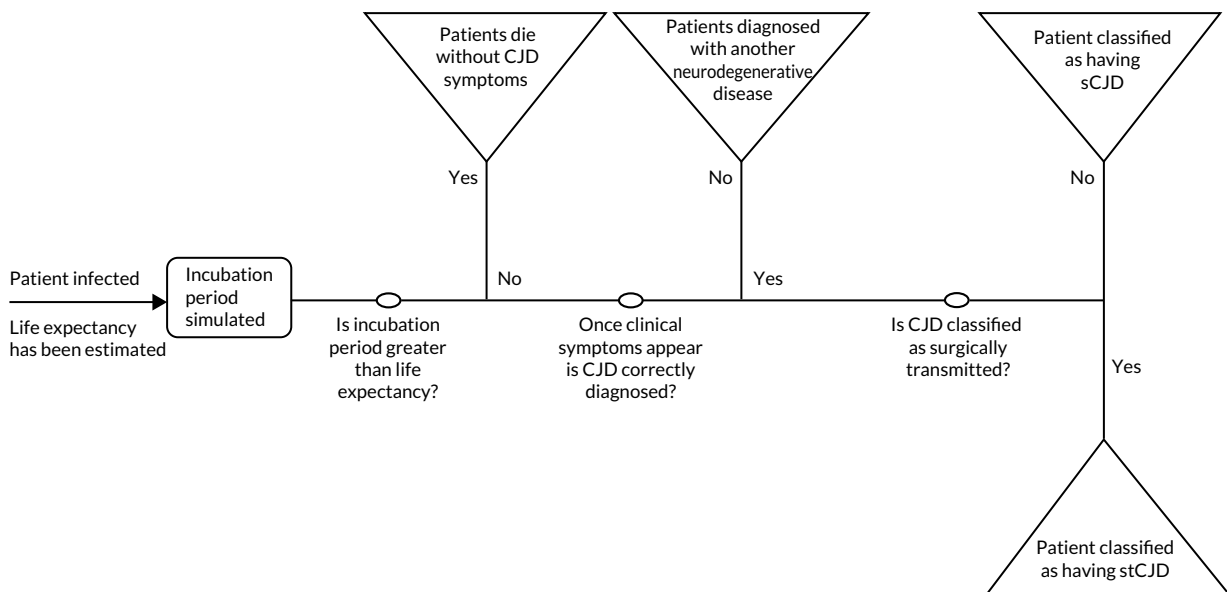 Patients die
without CJD
symptoms
Patients diagnosed
with another
neurodegenerative
disease
Patient classified
as having
sCJD
Yes
No
No
Patient infected
Life expectancy
has been estimated
Incubation
period
simulated
No
Yes
Is incubation
period greater
than life
expectancy?
Once clinical
symptoms appear
is CJD correctly
diagnosed?
Is CJD classified
as surgically
transmitted?
Yes
Patient classified
as having stCJD